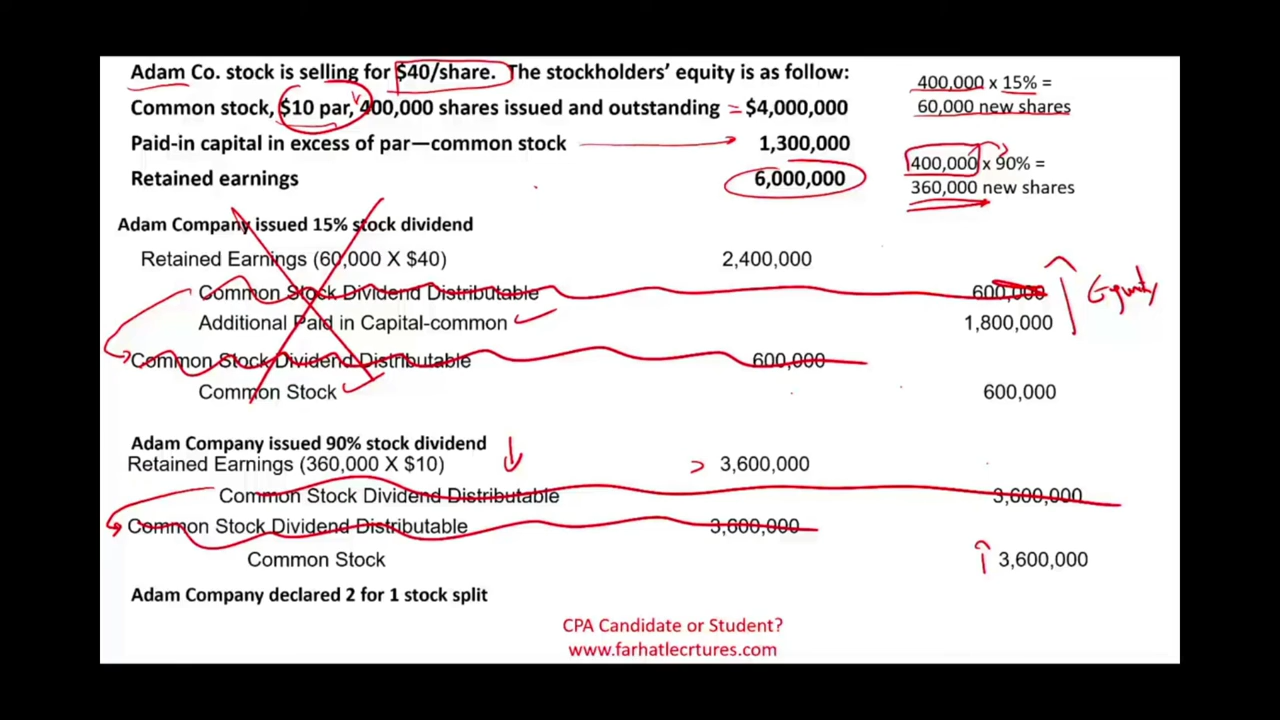 Adam Co. stock is selling for $40/share. The stockholders' equity is as follow:
Common stock, $10 par, 400,000 shares issued and outstanding = $4,000,000
Paid-in capital in excess of par—common stock 1,300,000
Retained earnings 6,000,000
400,000 x 15% =
60,000 new shares
400,000 x 90% =
360,000 new shares
Adam Company issued 15% stock dividend
Retained Earnings (60,000 X $40) 2,400,000
Common Stock Dividend Distributable 600,000
Additional Paid in Capital-common 1,800,000
Common Stock Dividend Distributable 600,000
Common Stock 600,000
Equity
Adam Company issued 90% stock dividend
Retained Earnings (360,000 X $10) 3,600,000
Common Stock Dividend Distributable 3,600,000
Common Stock Dividend Distributable 3,600,000
Common Stock 3,600,000
Adam Company declared 2 for 1 stock split
CPA Candidate or Student?
www.farhatlecrtures.com